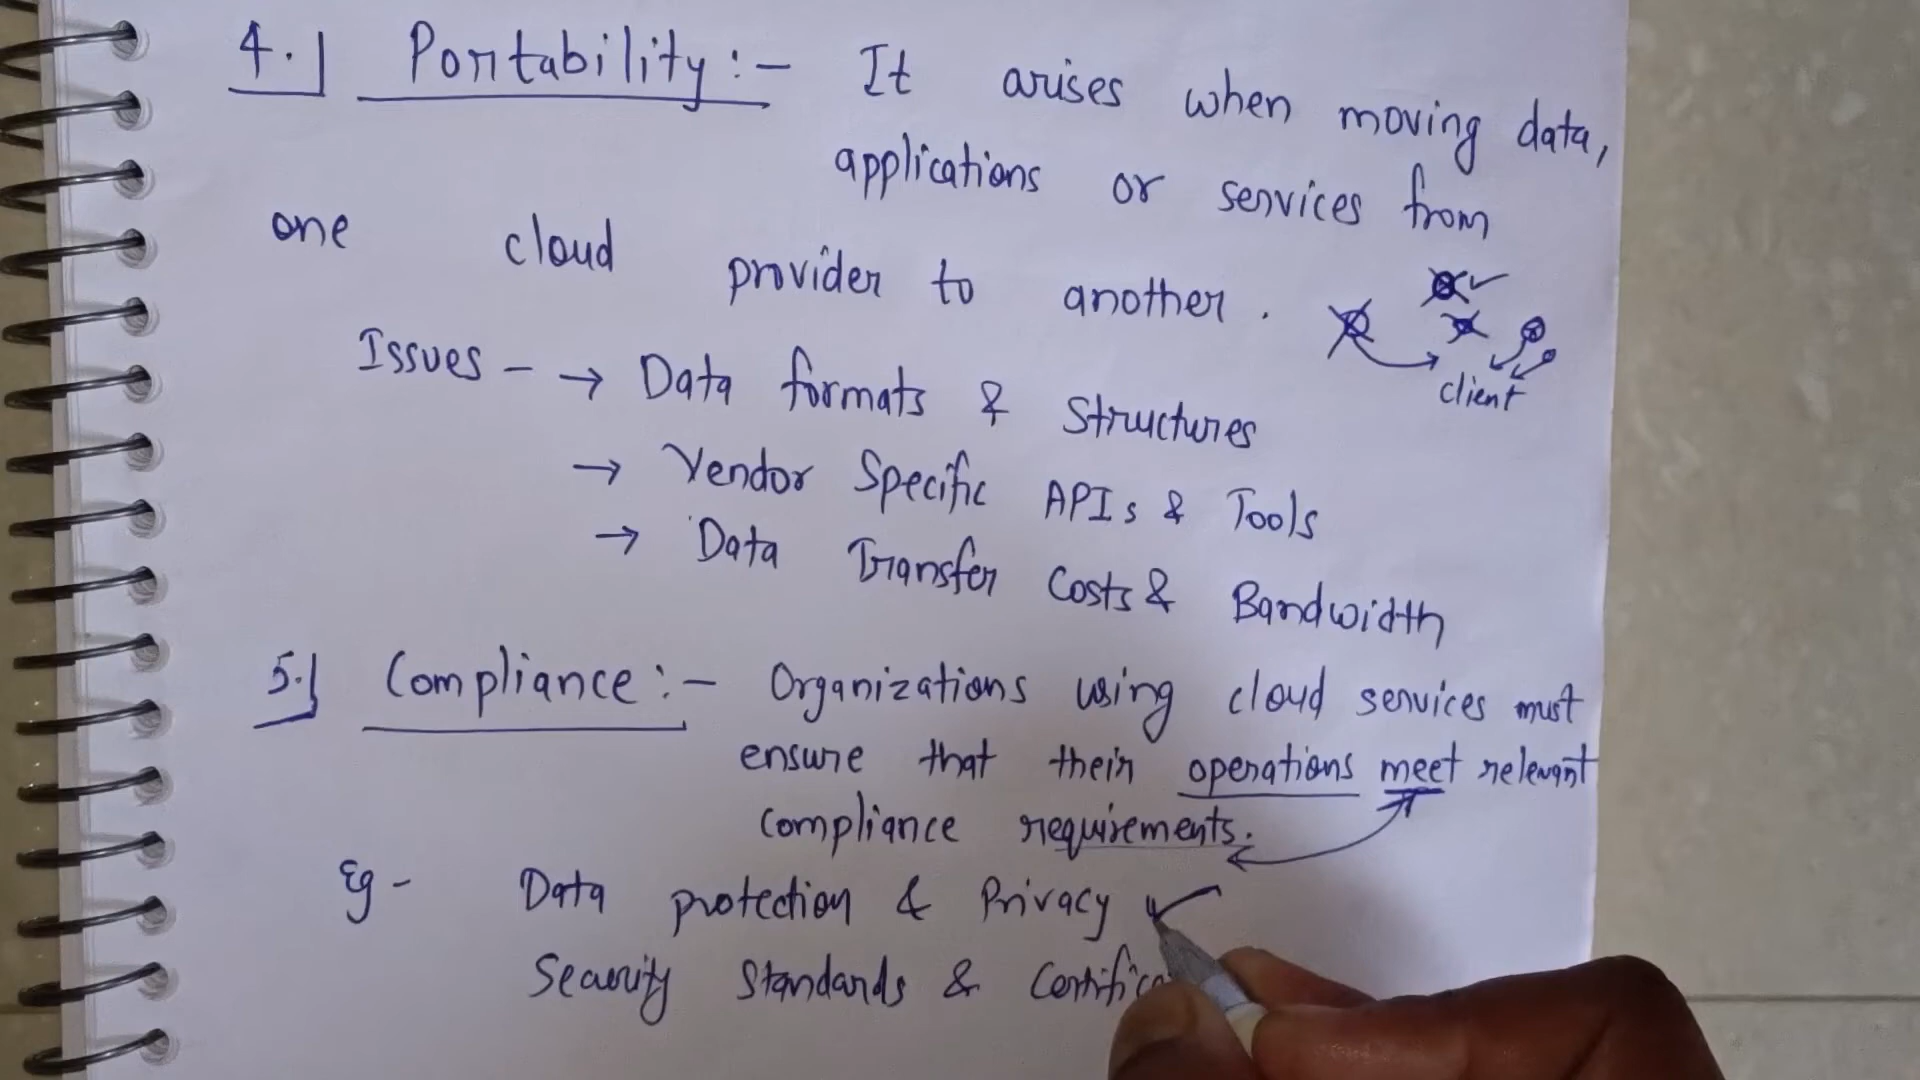 4.] Portability :- It arises when moving data,
applications or services from
one cloud provider to another.
client
Issues - → Data formats & Structures
→ Vendor Specific APIs & Tools
→ Data Transfer Costs & Bandwidth
5.] Compliance :- Organizations using cloud services must
ensure that their operations meet relevant
compliance requirements.
Eg - Data protection & Privacy
Security Standards &